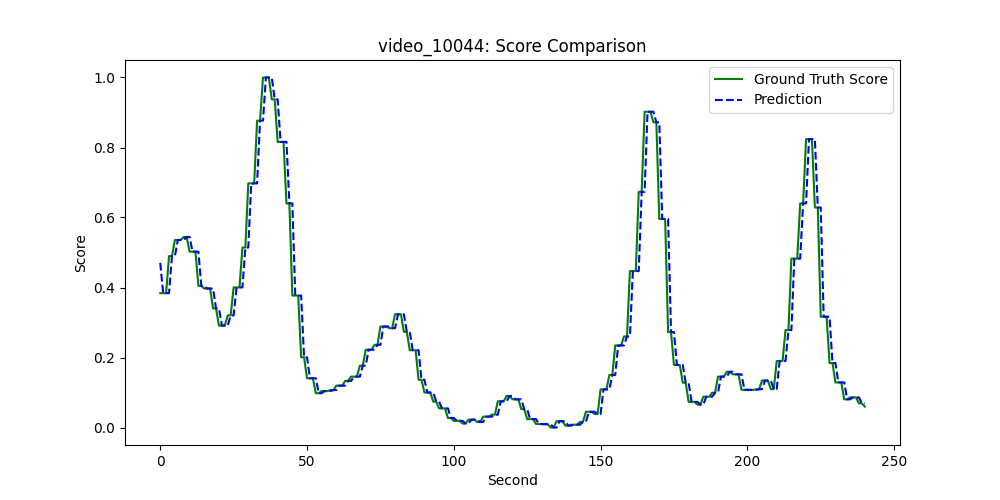 video_10044: Score Comparison
Ground Truth Score
Prediction
1.0
0.8
0.6
0.4
0.2
0.0
Score
0 50 100 150 200 250
Second